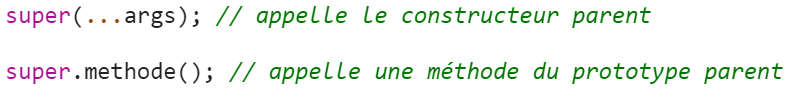 super(...args); // appelle le constructeur parent
super.methode(); // appelle une méthode du prototype parent